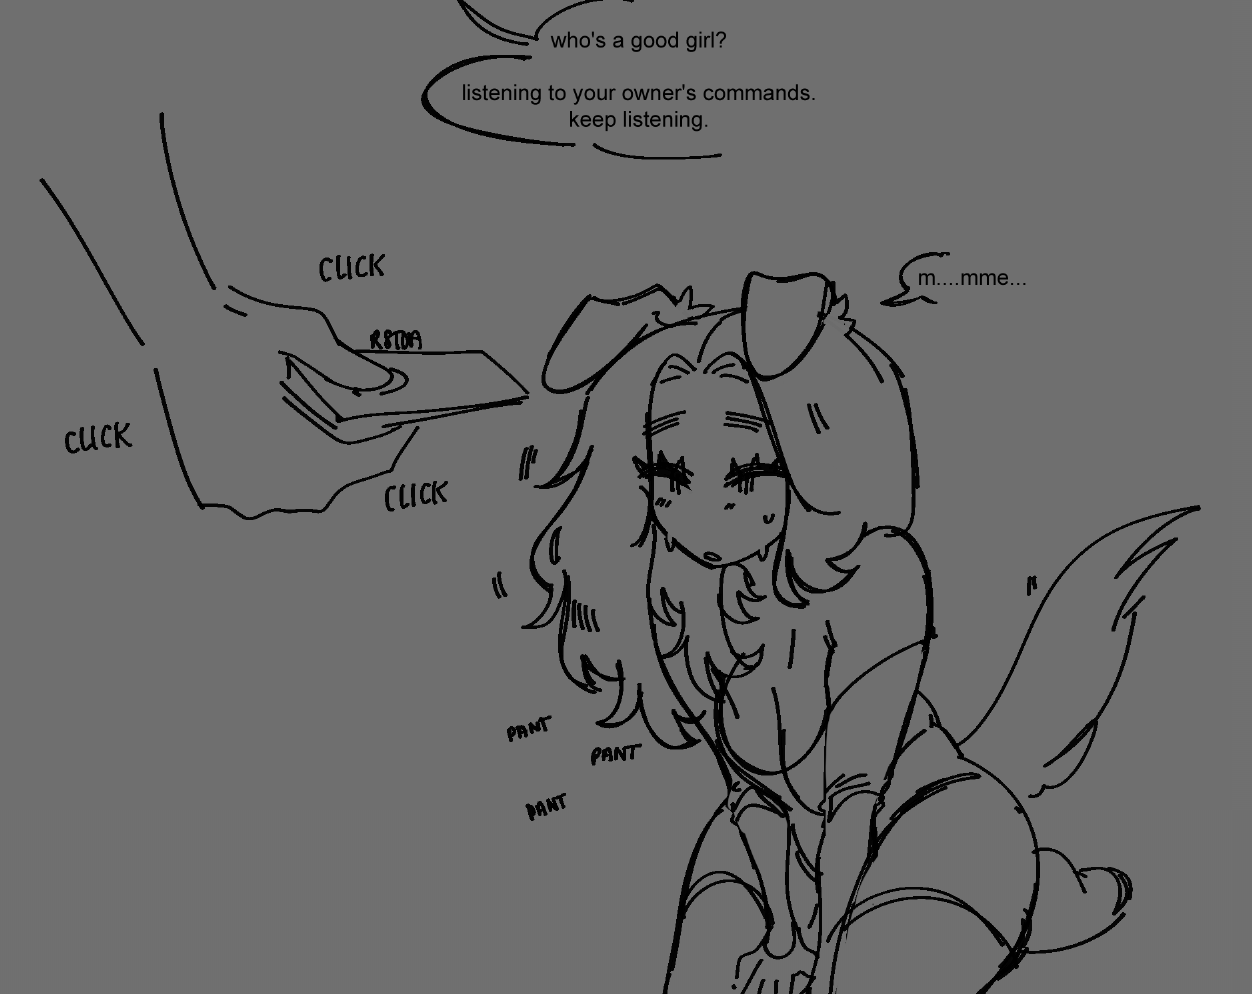 who's a good girl?
listening to your owner's commands.
keep listening.
m....mme...
CLICK
CLICK
CLICK
PANT
PANT
PANT